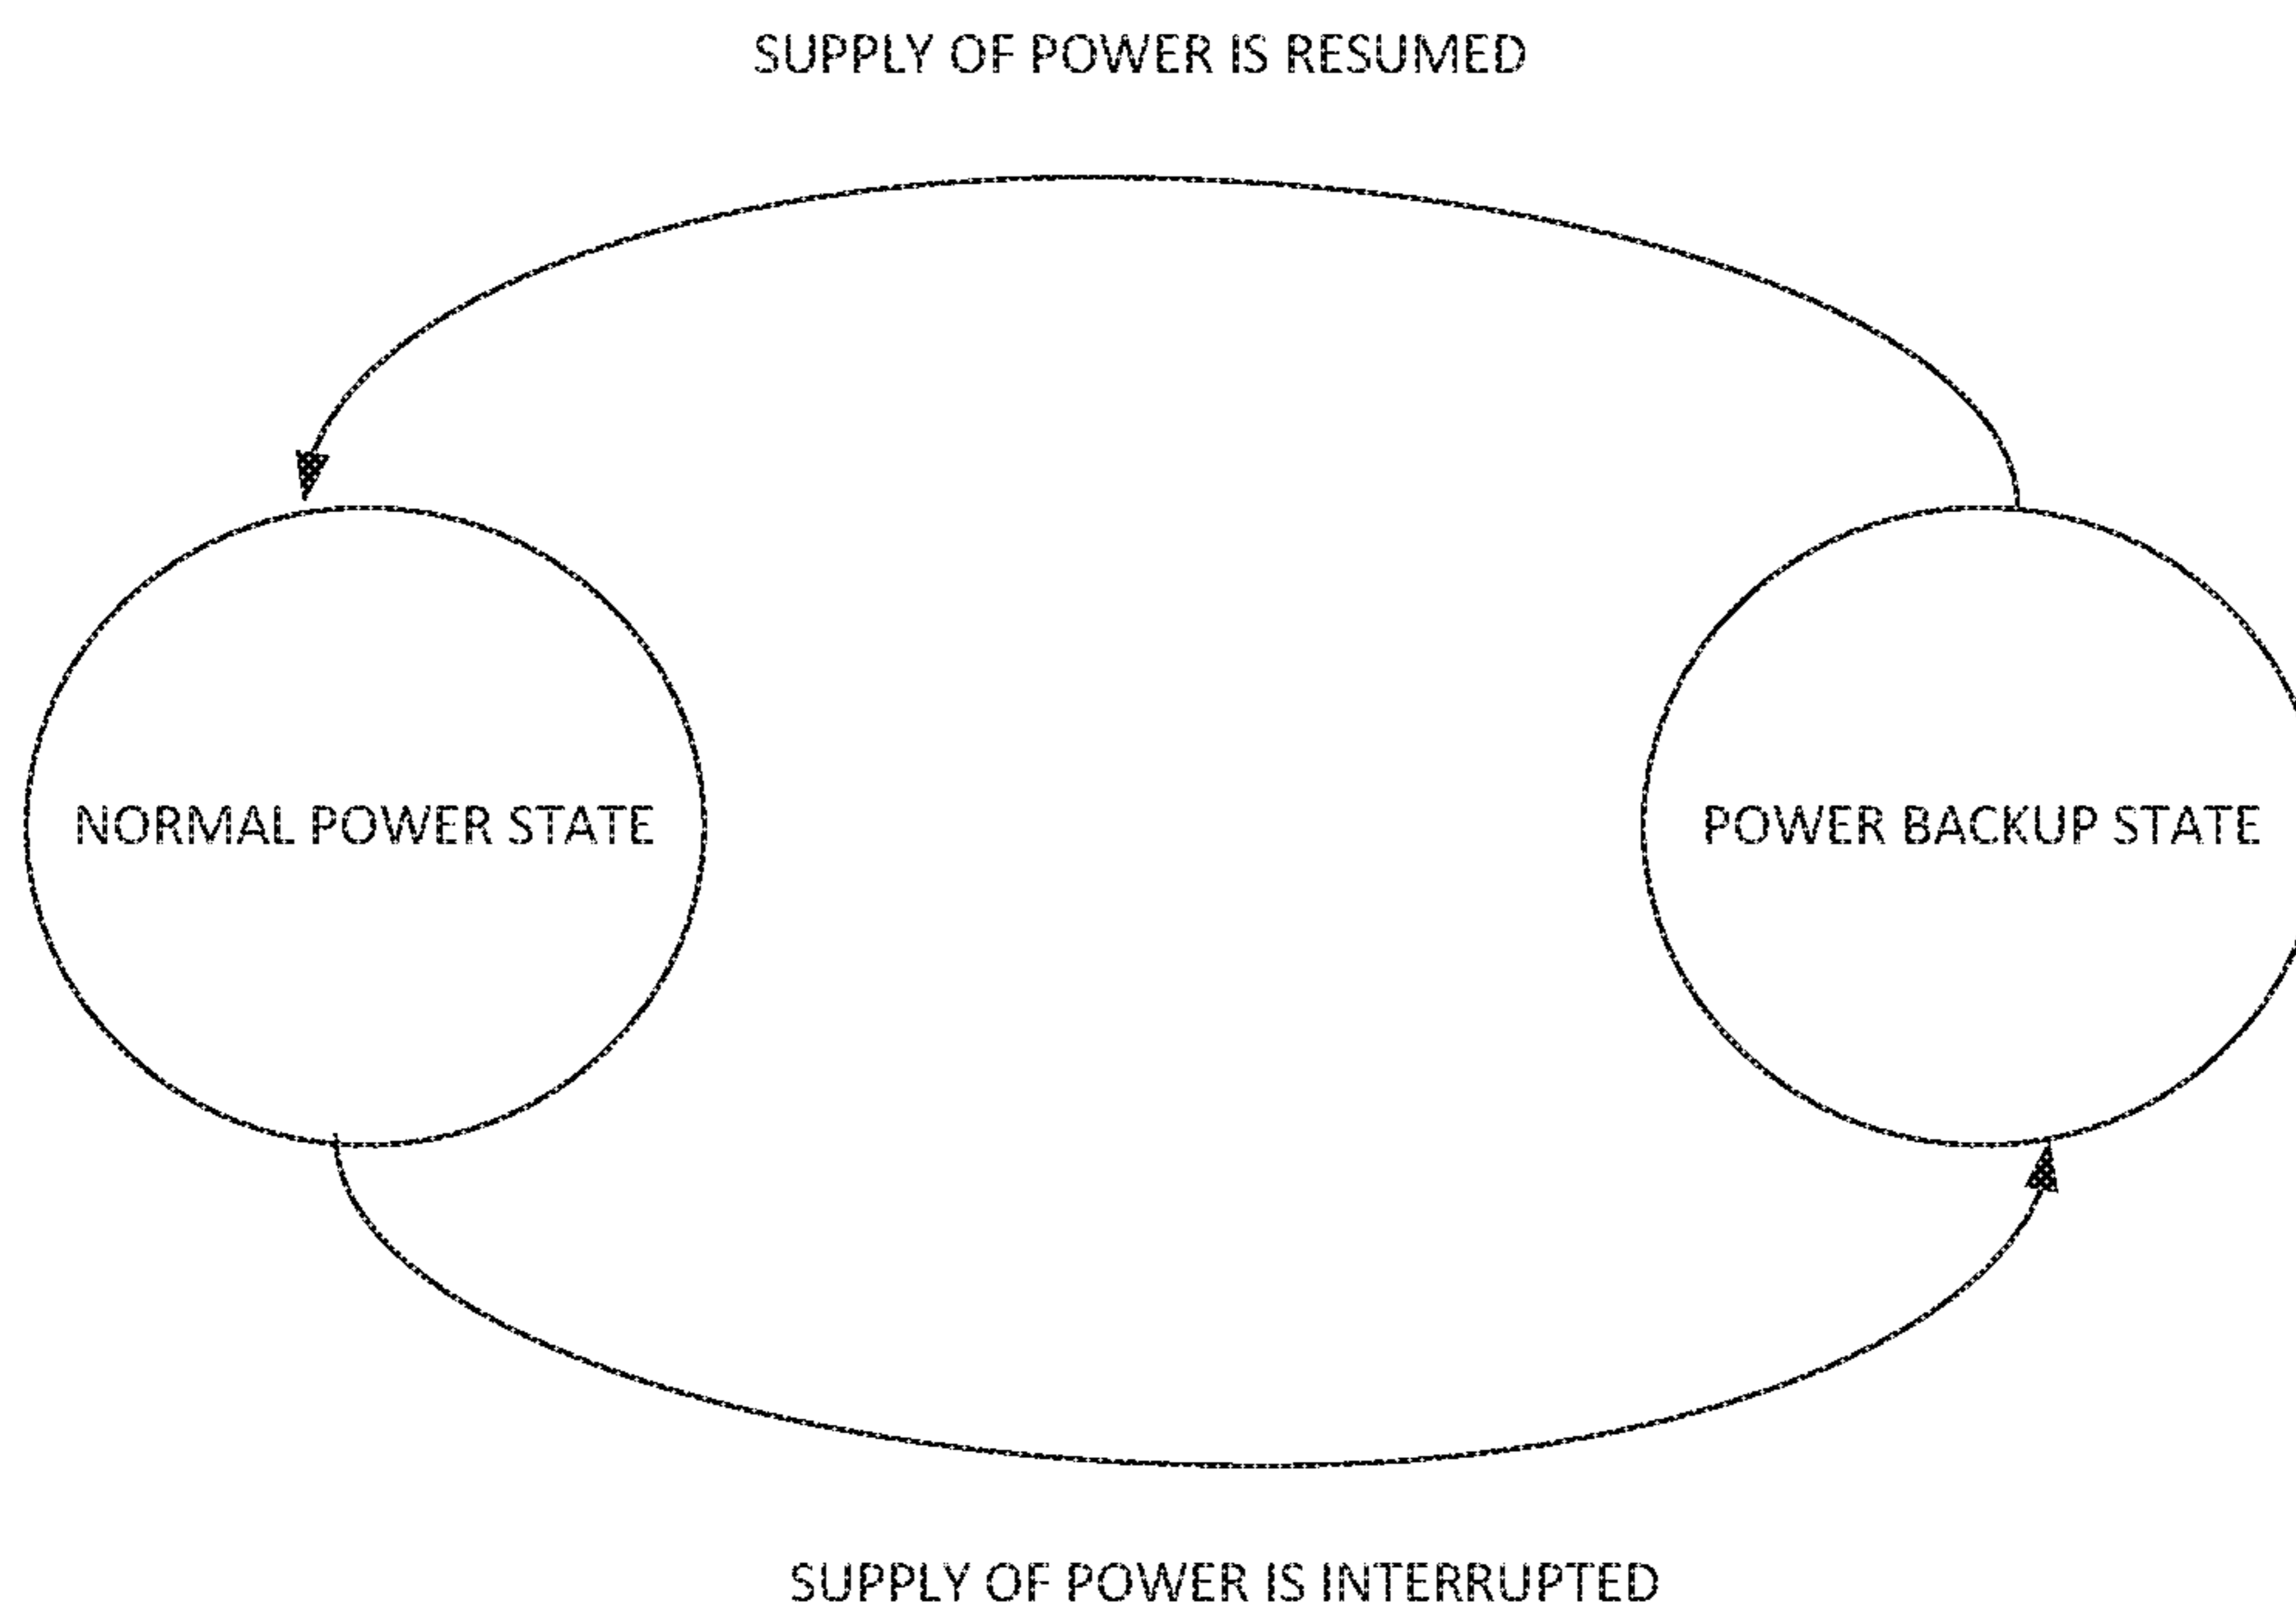 SUPPLY OF POWER IS RESUMED
NORMAL POWER STATE
POWER BACKUP STATE
SUPPLY OF POWER IS INTERRUPTED